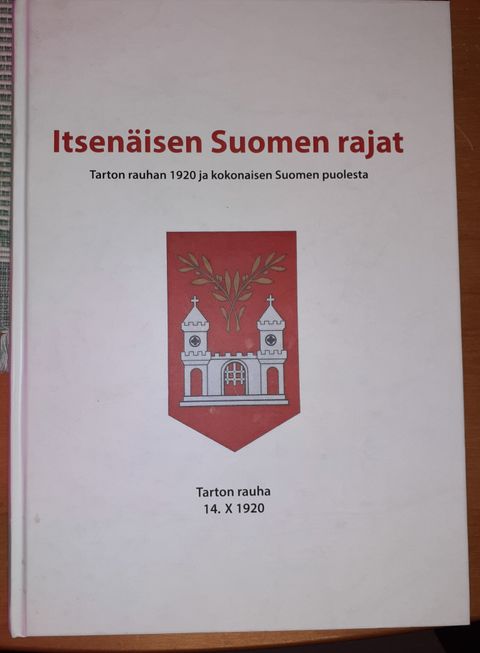 Itsenäisen Suomen rajat
Tarton rauhan 1920 ja kokonaisen Suomen puolesta
Tarton rauha
14. X 1920